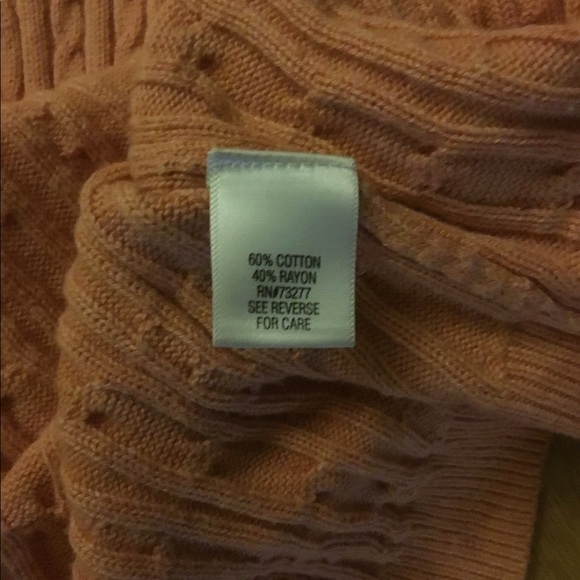 60% COTTON
40% RAYON
RN#73277
SEE REVERSE
FOR CARE